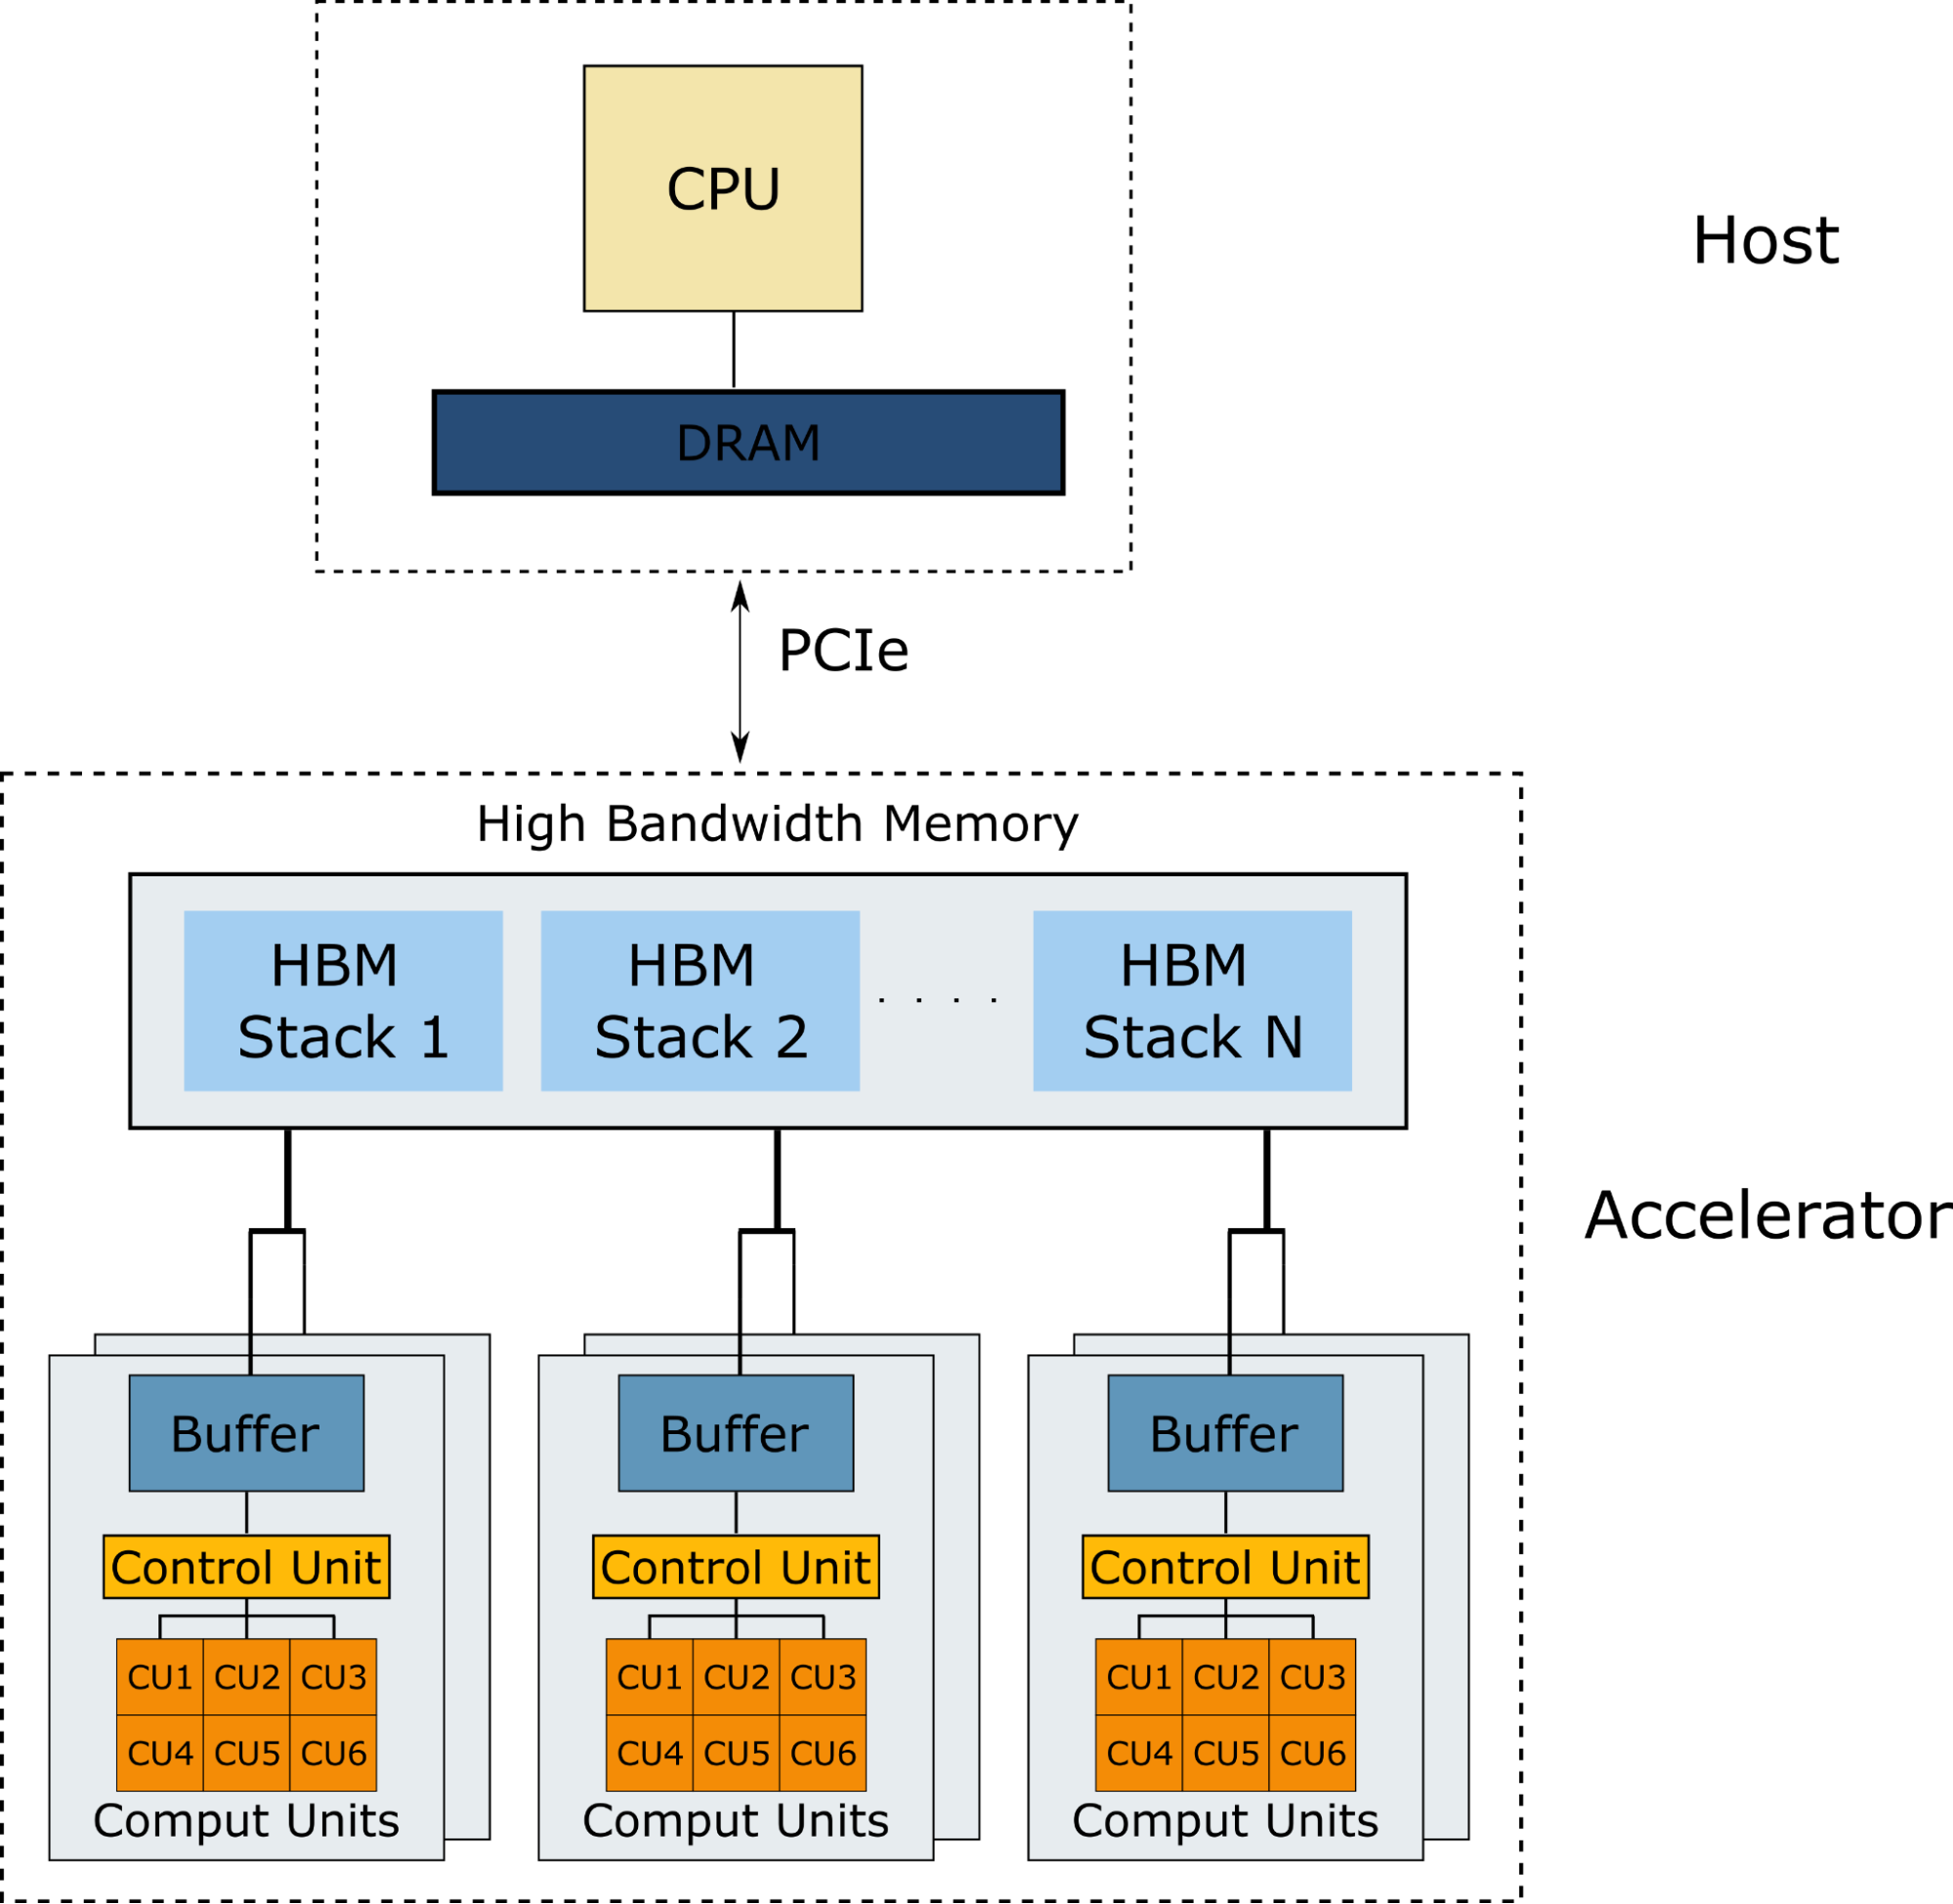 CPU
Host
DRAM
PCIe
High Bandwidth Memory
HBM
Stack 1
HBM
Stack 2
. . . .
HBM
Stack N
Accelerator
Buffer
Buffer
Buffer
Control Unit
Control Unit
Control Unit
CU1 CU2 CU3
CU4 CU5 CU6
CU1 CU2 CU3
CU4 CU5 CU6
CU1 CU2 CU3
CU4 CU5 CU6
Comput Units
Comput Units
Comput Units